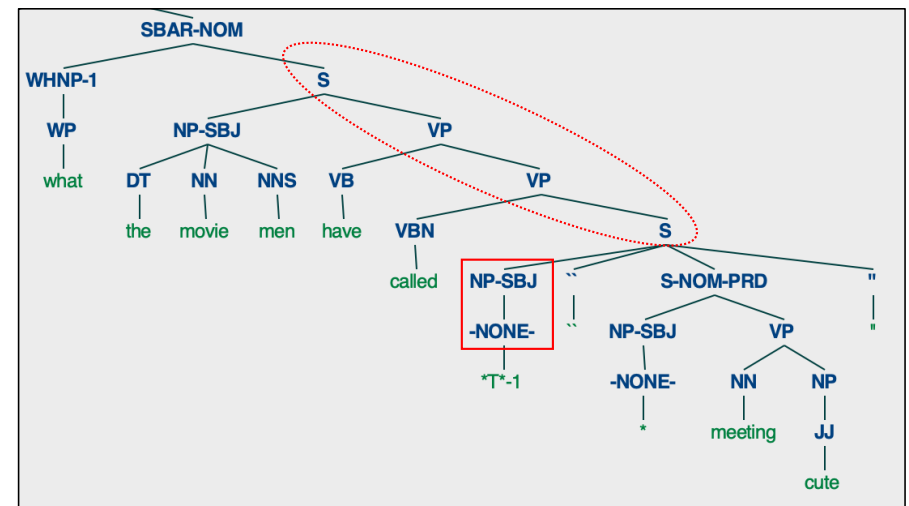 SBAR-NOM
WHNP-1 S
WP NP-SBJ VP
what DT NN NNS VB VP
the movie men have VBN S
called NP-SBJ `` S-NOM-PRD "
-NONE- `` NP-SBJ VP "
*T*-1 -NONE- NN NP
* meeting JJ
cute